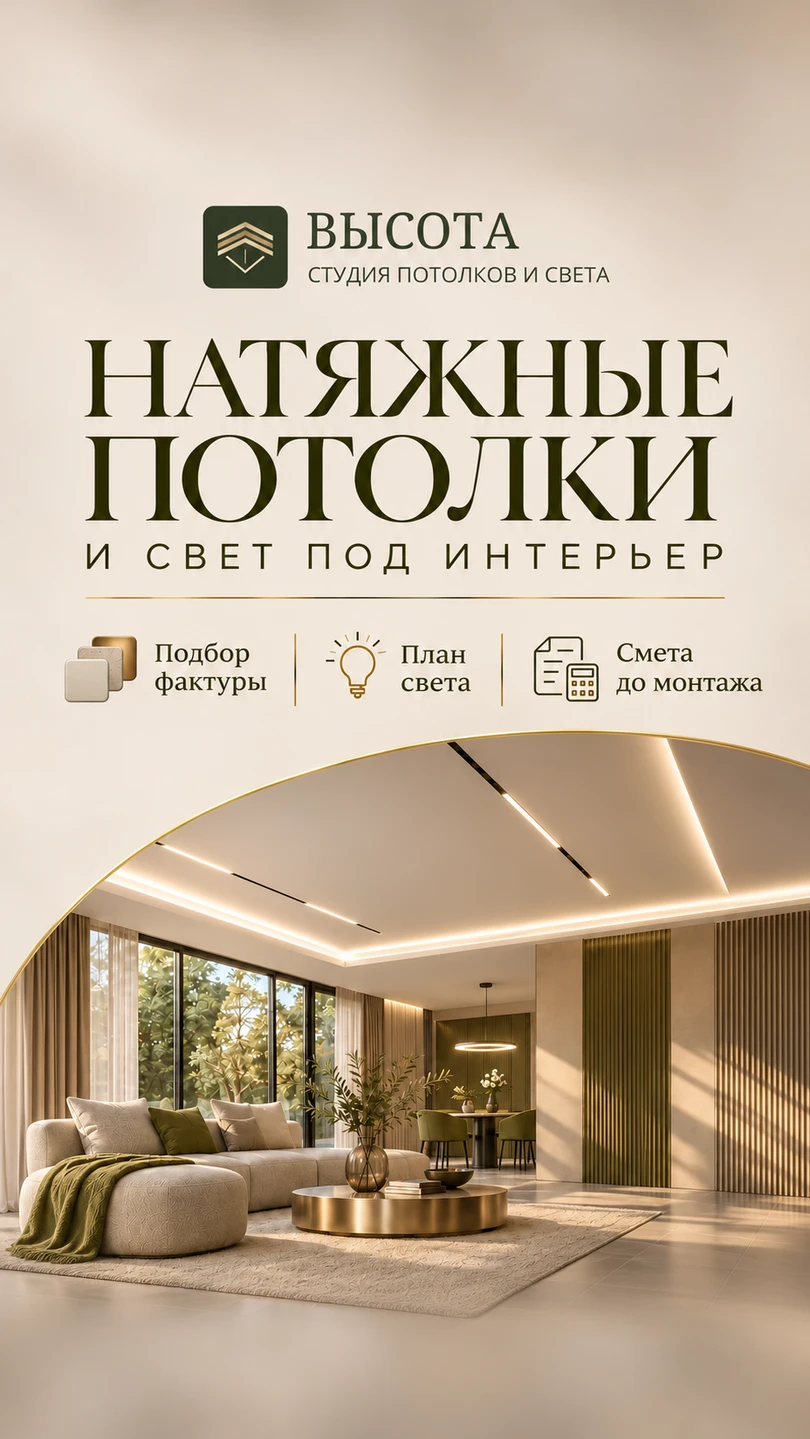 ВЫСОТА
СТУДИЯ ПОТОЛКОВ И СВЕТА
НАТЯЖНЫЕ
ПОТОЛКИ
И СВЕТ ПОД ИНТЕРЬЕР
Подбор
фактуры
План
света
Смета
до монтажа